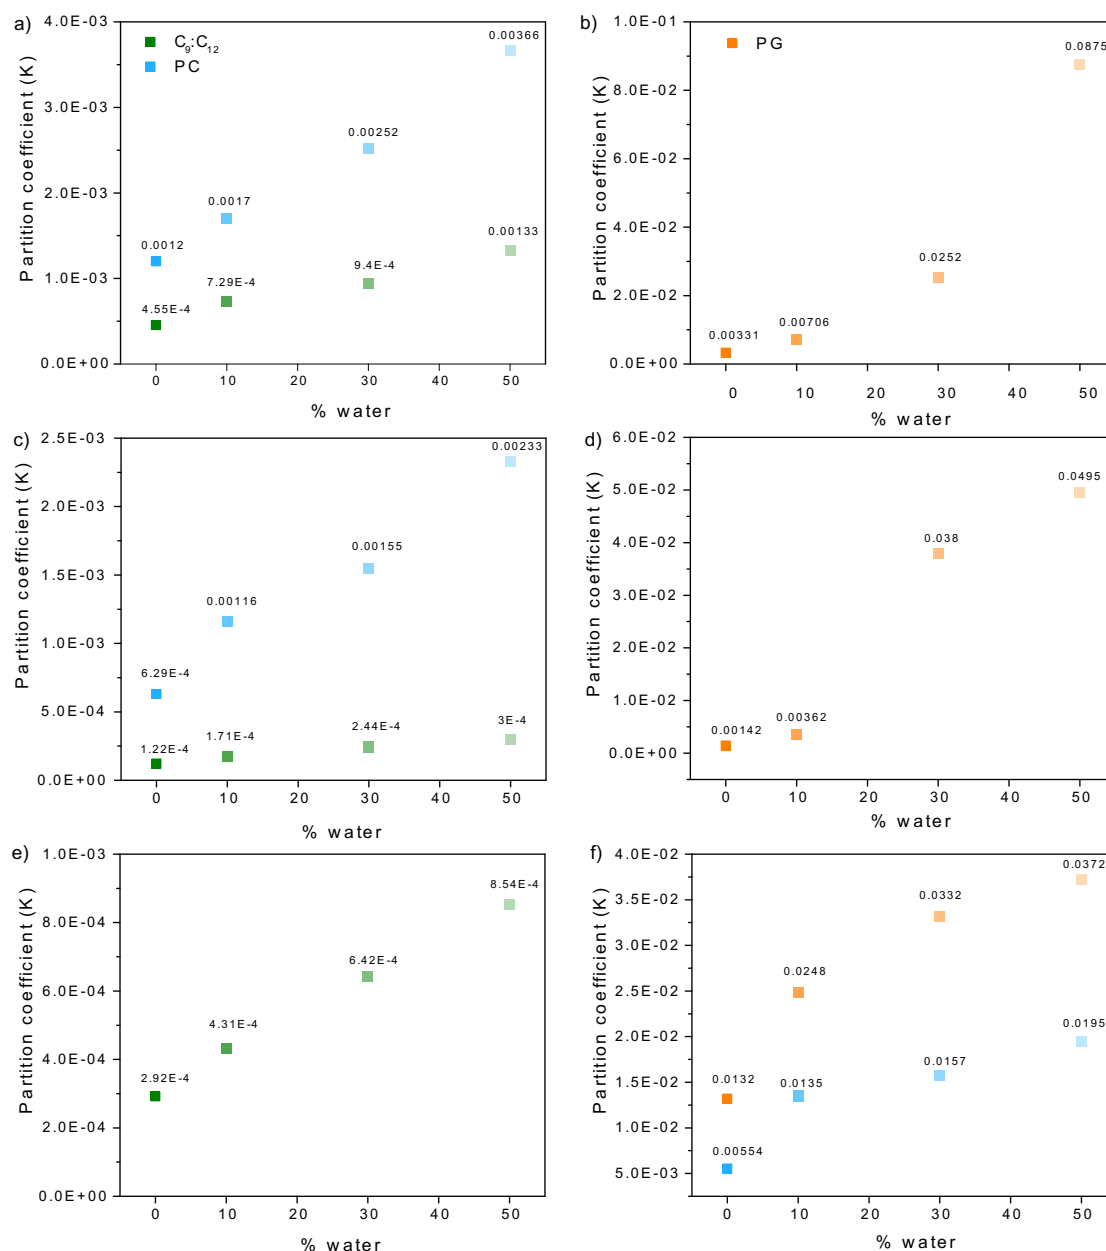 a)
4.0E-03
3.0E-03
2.0E-03
1.0E-03
0.0E+00
Partition coefficient (K)
C9:C12
PC
0.00366
0.00252
0.0017
0.0012
0.00133
9.4E-4
7.29E-4
4.55E-4
0 10 20 30 40 50
% water
b)
1.0E-01
8.0E-02
6.0E-02
4.0E-02
2.0E-02
0.0E+00
Partition coefficient (K)
PG
0.0875
0.0252
0.00706
0.00331
0 10 20 30 40 50
% water
c)
2.5E-03
2.0E-03
1.5E-03
1.0E-03
5.0E-04
0.0E+00
Partition coefficient (K)
0.00233
0.00155
0.00116
6.29E-4
3E-4
2.44E-4
1.71E-4
1.22E-4
0 10 20 30 40 50
% water
d)
6.0E-02
5.0E-02
4.0E-02
3.0E-02
2.0E-02
1.0E-02
0.0E+00
Partition coefficient (K)
0.0495
0.038
0.00362
0.00142
0 10 20 30 40 50
% water
e)
1.0E-03
8.0E-04
6.0E-04
4.0E-04
2.0E-04
0.0E+00
Partition coefficient (K)
8.54E-4
6.42E-4
4.31E-4
2.92E-4
0 10 20 30 40 50
% water
f)
4.0E-02
3.5E-02
3.0E-02
2.5E-02
2.0E-02
1.5E-02
1.0E-02
5.0E-03
Partition coefficient (K)
0.0372
0.0332
0.0248
0.0132
0.0195
0.0157
0.0135
0.00554
0 10 20 30 40 50
% water